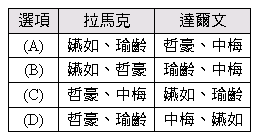 選項 拉馬克 達爾文
(A) 嬿如、瑜齡 哲豪、中梅
(B) 嬿如、哲豪 瑜齡、中梅
(C) 哲豪、中梅 嬿如、瑜齡
(D) 哲豪、瑜齡 中梅、嬿如